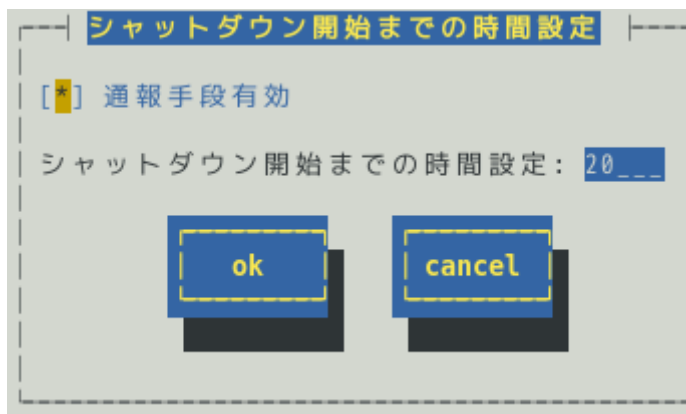 シャットダウン開始までの時間設定
[*] 通報手段有効
シャットダウン開始までの時間設定: 20___
ok cancel